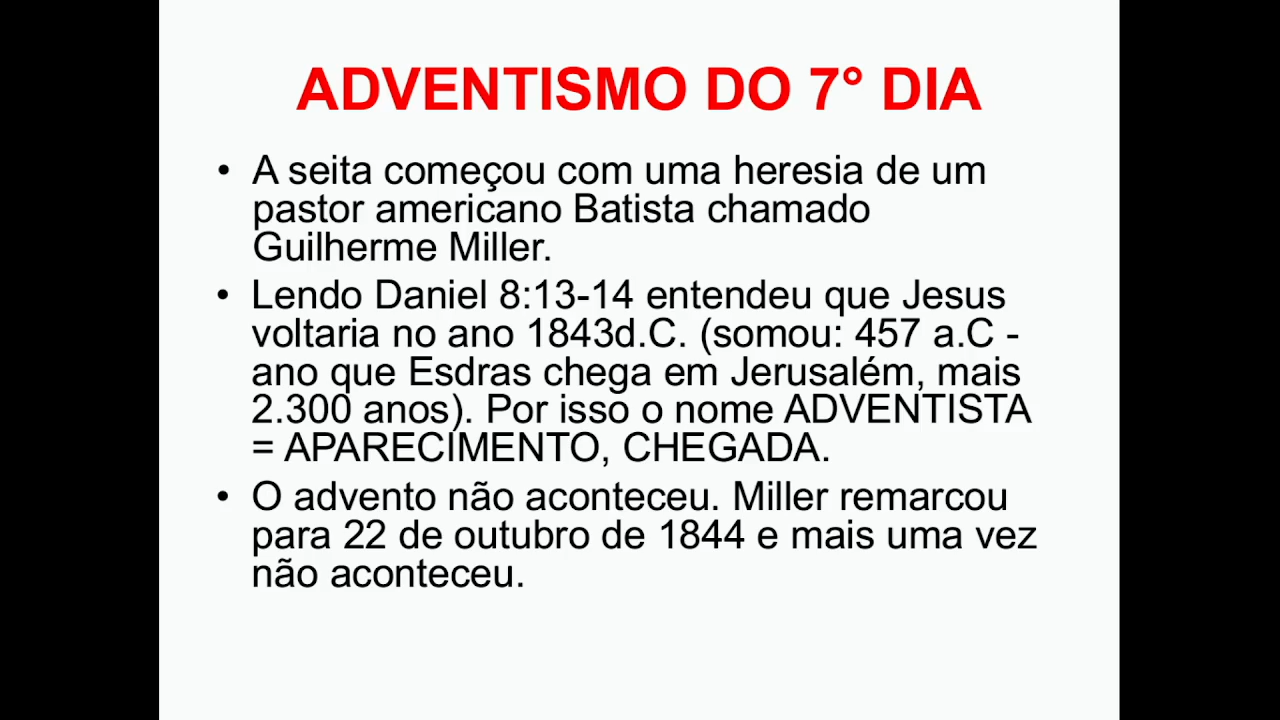 ADVENTISMO DO 7° DIA
• A seita começou com uma heresia de um
pastor americano Batista chamado
Guilherme Miller.
• Lendo Daniel 8:13-14 entendeu que Jesus
voltaria no ano 1843d.C. (somou: 457 a.C -
ano que Esdras chega em Jerusalém, mais
2.300 anos). Por isso o nome ADVENTISTA
= APARECIMENTO, CHEGADA.
• O advento não aconteceu. Miller remarcou
para 22 de outubro de 1844 e mais uma vez
não aconteceu.